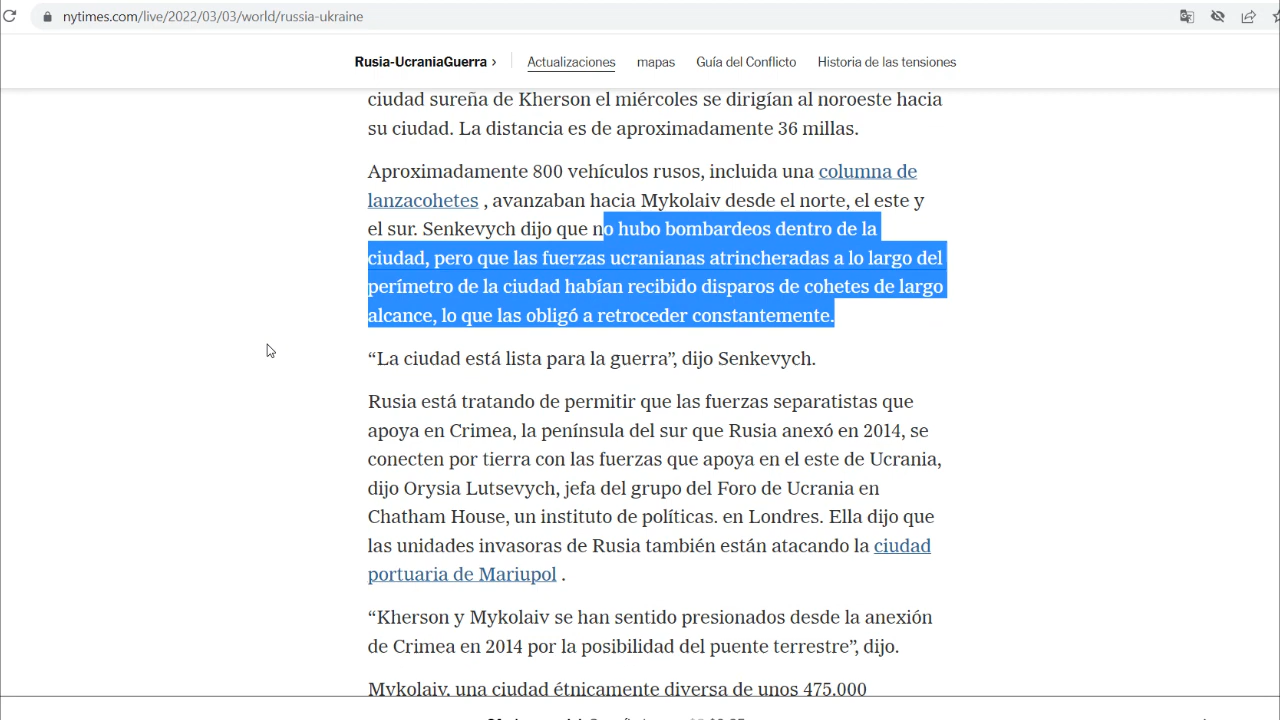 nytimes.com/live/2022/03/03/world/russia-ukraine
Rusia-UcraniaGuerra › Actualizaciones mapas Guía del Conflicto Historia de las tensiones
ciudad sureña de Kherson el miércoles se dirigían al noroeste hacia
su ciudad. La distancia es de aproximadamente 36 millas.
Aproximadamente 800 vehículos rusos, incluida una columna de
lanzacohetes , avanzaban hacia Mykolaiv desde el norte, el este y
el sur. Senkevych dijo que no hubo bombardeos dentro de la
ciudad, pero que las fuerzas ucranianas atrincheradas a lo largo del
perímetro de la ciudad habían recibido disparos de cohetes de largo
alcance, lo que las obligó a retroceder constantemente.
“La ciudad está lista para la guerra”, dijo Senkevych.
Rusia está tratando de permitir que las fuerzas separatistas que
apoya en Crimea, la península del sur que Rusia anexó en 2014, se
conecten por tierra con las fuerzas que apoya en el este de Ucrania,
dijo Orysia Lutsevych, jefa del grupo del Foro de Ucrania en
Chatham House, un instituto de políticas. en Londres. Ella dijo que
las unidades invasoras de Rusia también están atacando la ciudad
portuaria de Mariupol .
“Kherson y Mykolaiv se han sentido presionados desde la anexión
de Crimea en 2014 por la posibilidad del puente terrestre”, dijo.
Mykolaiv, una ciudad étnicamente diversa de unos 475.000